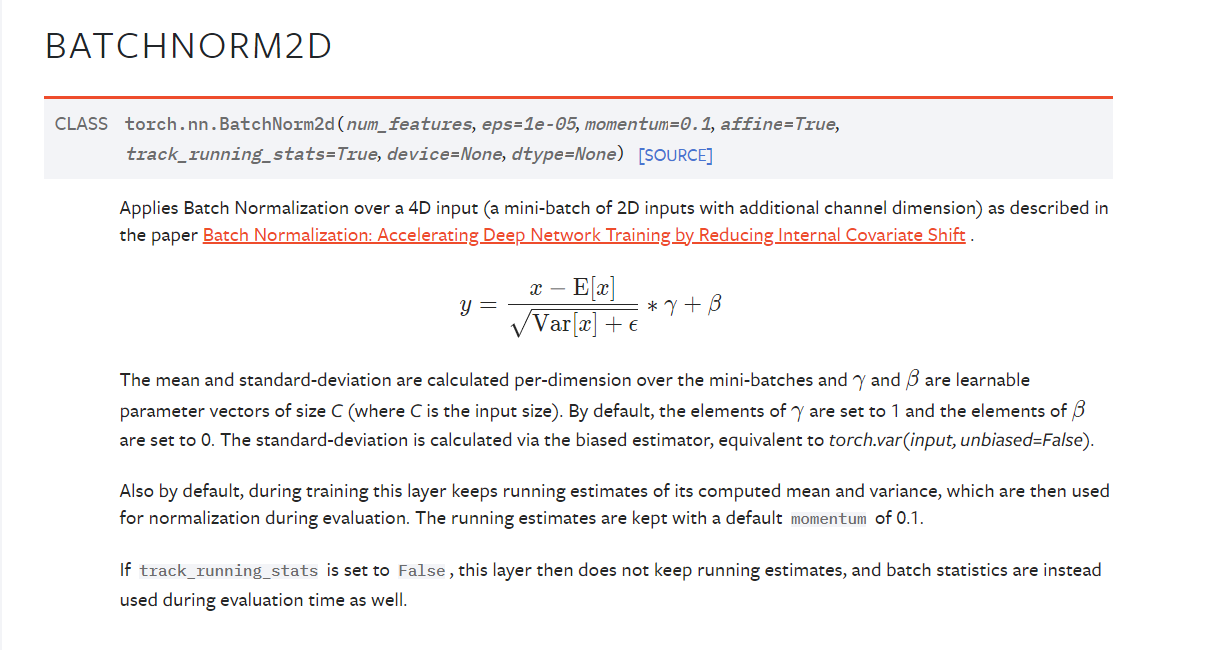 BATCHNORM2D
CLASS torch.nn.BatchNorm2d(num_features, eps=1e-05, momentum=0.1, affine=True,
track_running_stats=True, device=None, dtype=None) [SOURCE]
Applies Batch Normalization over a 4D input (a mini-batch of 2D inputs with additional channel dimension) as described in
the paper Batch Normalization: Accelerating Deep Network Training by Reducing Internal Covariate Shift .
y = \frac{x - E[x]}{\sqrt{Var[x] + ϵ}} * γ + β
The mean and standard-deviation are calculated per-dimension over the mini-batches and γ and β are learnable
parameter vectors of size C (where C is the input size). By default, the elements of γ are set to 1 and the elements of β
are set to 0. The standard-deviation is calculated via the biased estimator, equivalent to torch.var(input, unbiased=False).
Also by default, during training this layer keeps running estimates of its computed mean and variance, which are then used
for normalization during evaluation. The running estimates are kept with a default momentum of 0.1.
If track_running_stats is set to False, this layer then does not keep running estimates, and batch statistics are instead
used during evaluation time as well.